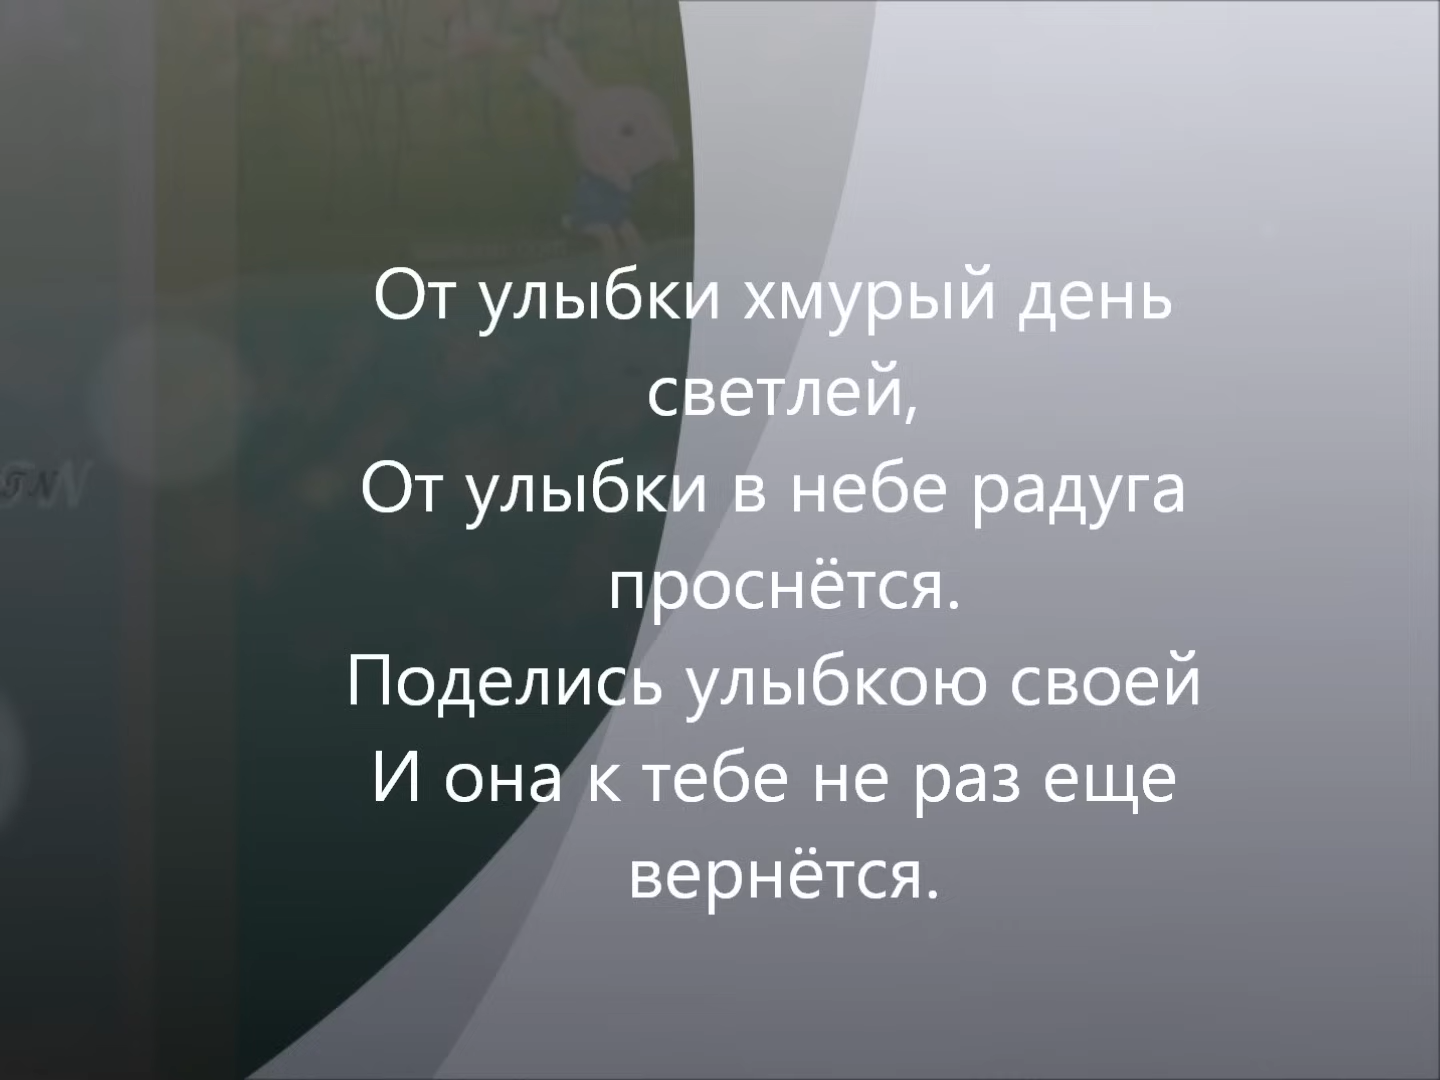 От улыбки хмурый день
светлей,
От улыбки в небе радуга
проснётся.
Поделись улыбкою своей
И она к тебе не раз еще
вернётся.